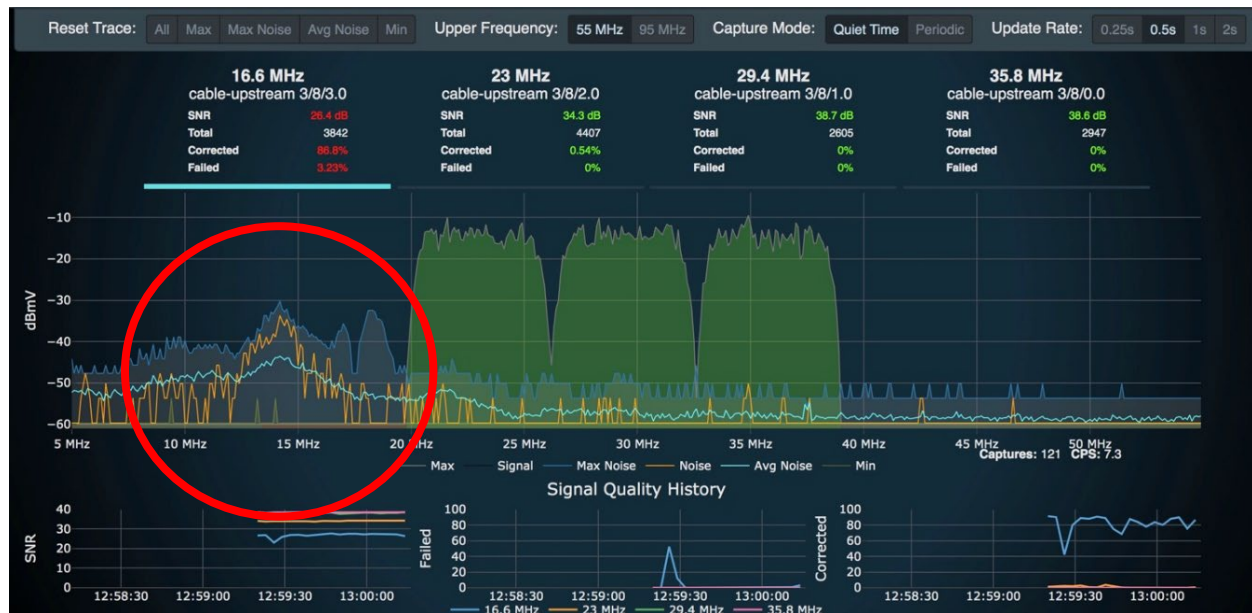 Reset Trace: All Max Max Noise Avg Noise Min Upper Frequency: 55 MHz 95 MHz Capture Mode: Quiet Time Periodic Update Rate: 0.25s 0.5s 1s 2s
16.6 MHz 23 MHz 29.4 MHz 35.8 MHz
cable-upstream 3/8/3.0 cable-upstream 3/8/2.0 cable-upstream 3/8/1.0 cable-upstream 3/8/0.0
SNR 26.4 dB SNR 34.3 dB SNR 38.7 dB SNR 38.6 dB
Total 3842 Total 4407 Total 2605 Total 2947
Corrected 86.8% Corrected 0.54% Corrected 0% Corrected 0%
Failed 3.23% Failed 0% Failed 0% Failed 0%
−10
−20
−30
dBmV
−40
−50
−60
5 MHz 10 MHz 15 MHz 20 MHz 25 MHz 30 MHz 35 MHz 40 MHz 45 MHz 50 MHz
Captures: 121 CPS: 7.3
Max Signal Max Noise Noise Avg Noise Min
Signal Quality History
40 100 100
30 80 80
SNR Failed 60 Corrected 60
20 40 40
10 20 20
0 0 0
12:58:30 12:59:00 12:59:30 13:00:00 12:58:30 12:59:00 12:59:30 13:00:00 12:58:30 12:59:00 12:59:30 13:00:00
16.6 MHz 23 MHz 29.4 MHz 35.8 MHz